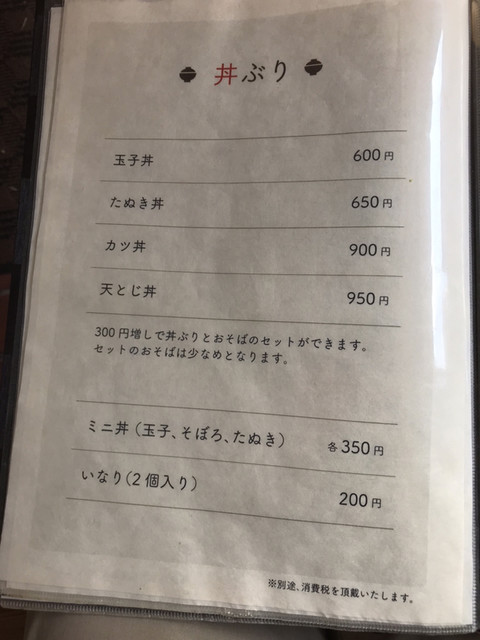 丼ぶり
玉子丼 600円
たぬき丼 650円
カツ丼 900円
天とじ丼 950円
300円増しで丼ぶりとおそばのセットができます。
セットのおそばは少なめとなります。
ミニ丼（玉子、そぼろ、たぬき） 各350円
いなり（2個入り） 200円
※別途、消費税を頂戴いたします。